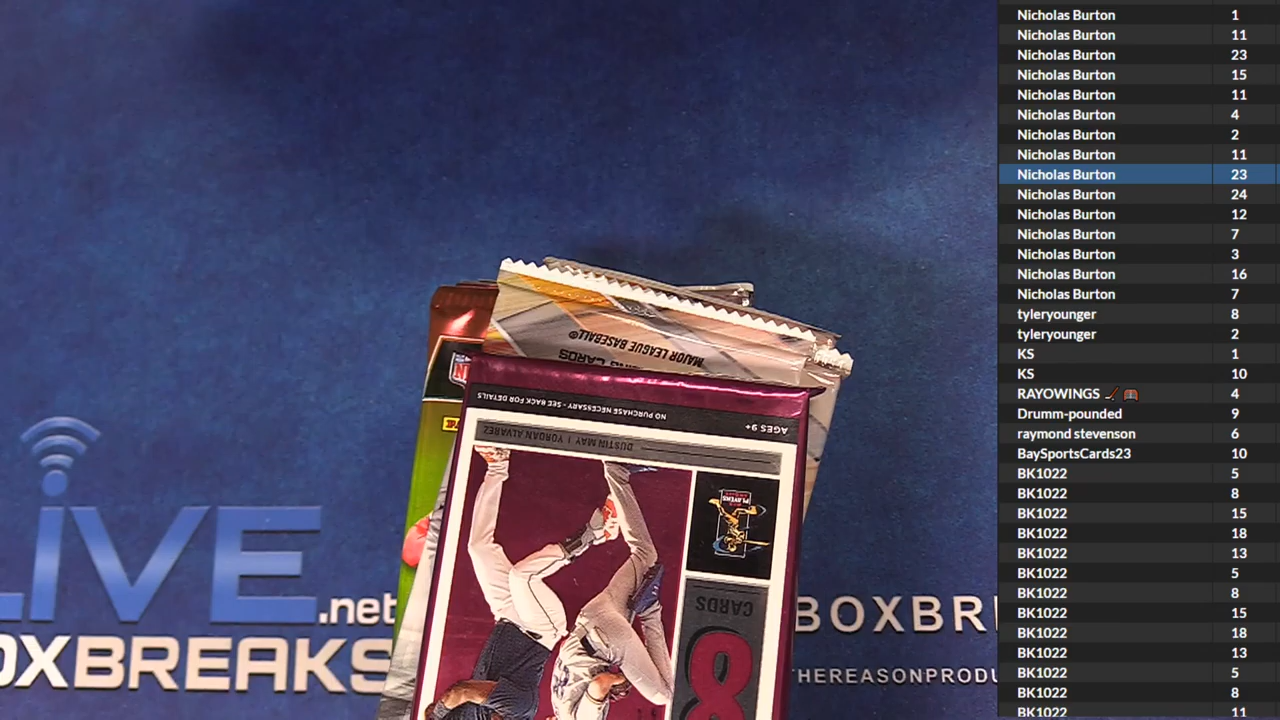 Nicholas Burton 1
Nicholas Burton 11
Nicholas Burton 23
Nicholas Burton 15
Nicholas Burton 11
Nicholas Burton 4
Nicholas Burton 2
Nicholas Burton 11
Nicholas Burton 23
Nicholas Burton 24
Nicholas Burton 12
Nicholas Burton 7
Nicholas Burton 3
Nicholas Burton 16
Nicholas Burton 7
tyleryounger 8
tyleryounger 2
KS 1
KS 10
RAYOWINGS 4
Drumm-pounded 9
raymond stevenson 6
BaySportsCards23 10
BK1022 5
BK1022 8
BK1022 15
BK1022 18
BK1022 13
BK1022 5
BK1022 8
BK1022 15
BK1022 18
BK1022 13
BK1022 5
BK1022 8
BK1022 11
MAJOR LEAGUE BASEBALL®
CARDS
NO PURCHASE NECESSARY - SEE BACK FOR DETAILS
AGES 9+
DUSTIN MAY | YORDAN ALVAREZ
PLAYERS
8
CARDS
LiVE.net
OXBREAKS
BOXBR
THEREASONPRODU